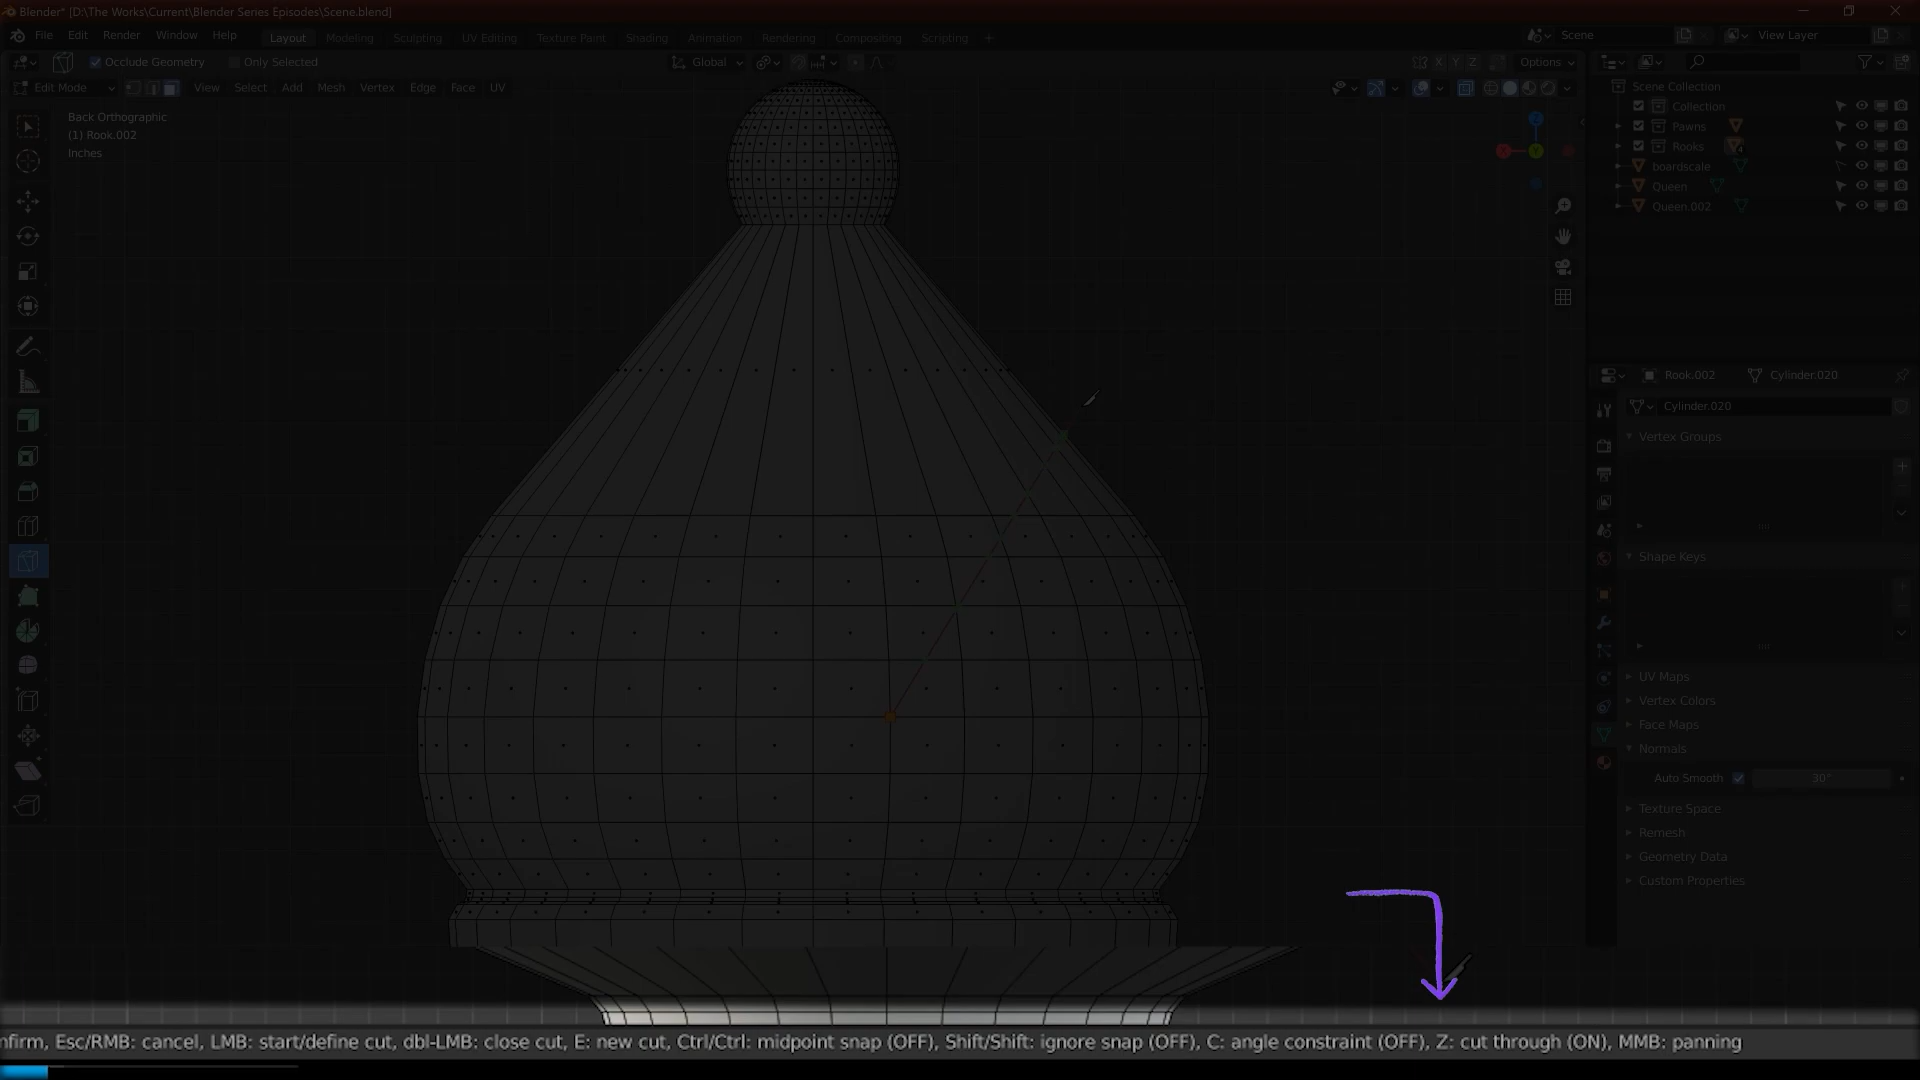 Blender* [D:\The Works\Current\Blender Series Episodes\Scene.blend]
File Edit Render Window Help Layout Modeling Sculpting UV Editing Texture Paint Shading Animation Rendering Compositing Scripting + Scene View Layer
Occlude Geometry Only Selected Global X Y Z Options
Edit Mode View Select Add Mesh Vertex Edge Face UV
Back Orthographic
(1) Rook.002
Inches
Z
X
Y
Scene Collection
Collection
Pawns
Rooks 4
boardscale
Queen
Queen.002
Rook.002 Cylinder.020
Cylinder.020
Vertex Groups
Shape Keys
UV Maps
Vertex Colors
Face Maps
Normals
Auto Smooth 30°
Texture Space
Remesh
Geometry Data
Custom Properties
nfirm, Esc/RMB: cancel, LMB: start/define cut, dbl-LMB: close cut, E: new cut, Ctrl/Ctrl: midpoint snap (OFF), Shift/Shift: ignore snap (OFF), C: angle constraint (OFF), Z: cut through (ON), MMB: panning